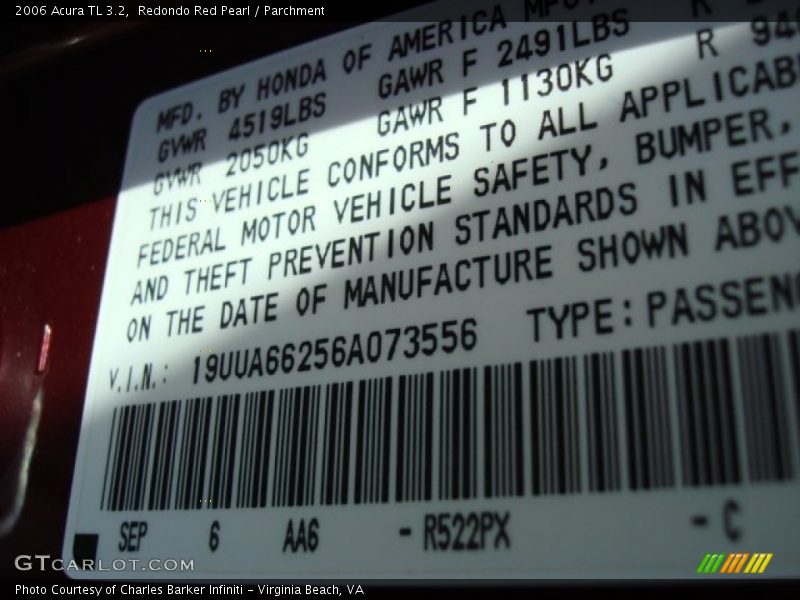 2006 Acura TL 3.2, Redondo Red Pearl / Parchment
MFD. BY HONDA OF AMERICA MFG.
GVWR 4519LBS GAWR F 2491LBS R
GVWR 2050KG GAWR F 1130KG R
THIS VEHICLE CONFORMS TO ALL APPLICAB
FEDERAL MOTOR VEHICLE SAFETY, BUMPER,
AND THEFT PREVENTION STANDARDS IN EFF
ON THE DATE OF MANUFACTURE SHOWN ABOV
V.I.N.: 19UUA66256A073556 TYPE: PASSENG
SEP 6 AA6 - R522PX - C
GTCARLOT.COM
Photo Courtesy of Charles Barker Infiniti - Virginia Beach, VA